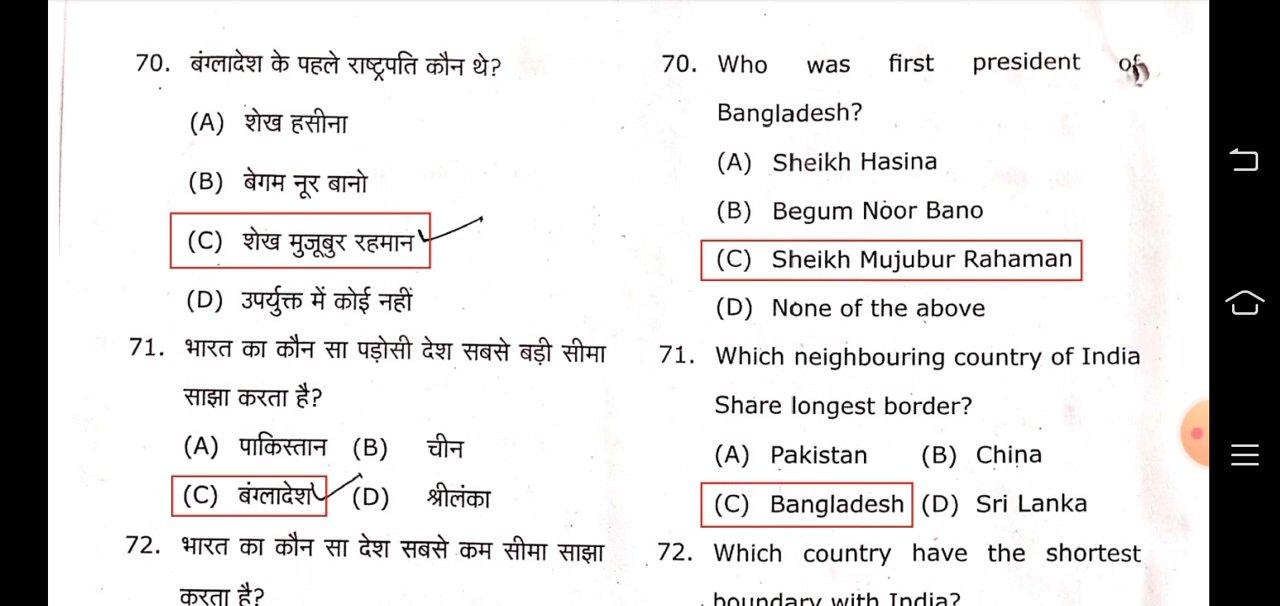 70. बंग्लादेश के पहले राष्ट्रपति कौन थे?
(A) शेख हसीना
(B) बेगम नूर बानो
(C) शेख मुजूबुर रहमान
(D) उपर्युक्त में कोई नहीं
71. भारत का कौन सा पड़ोसी देश सबसे बड़ी सीमा
साझा करता है?
(A) पाकिस्तान (B) चीन
(C) बंग्लादेश (D) श्रीलंका
72. भारत का कौन सा देश सबसे कम सीमा साझा
करता है?
70. Who was first president of
Bangladesh?
(A) Sheikh Hasina
(B) Begum Noor Bano
(C) Sheikh Mujubur Rahaman
(D) None of the above
71. Which neighbouring country of India
Share longest border?
(A) Pakistan (B) China
(C) Bangladesh (D) Sri Lanka
72. Which country have the shortest
boundary with India?